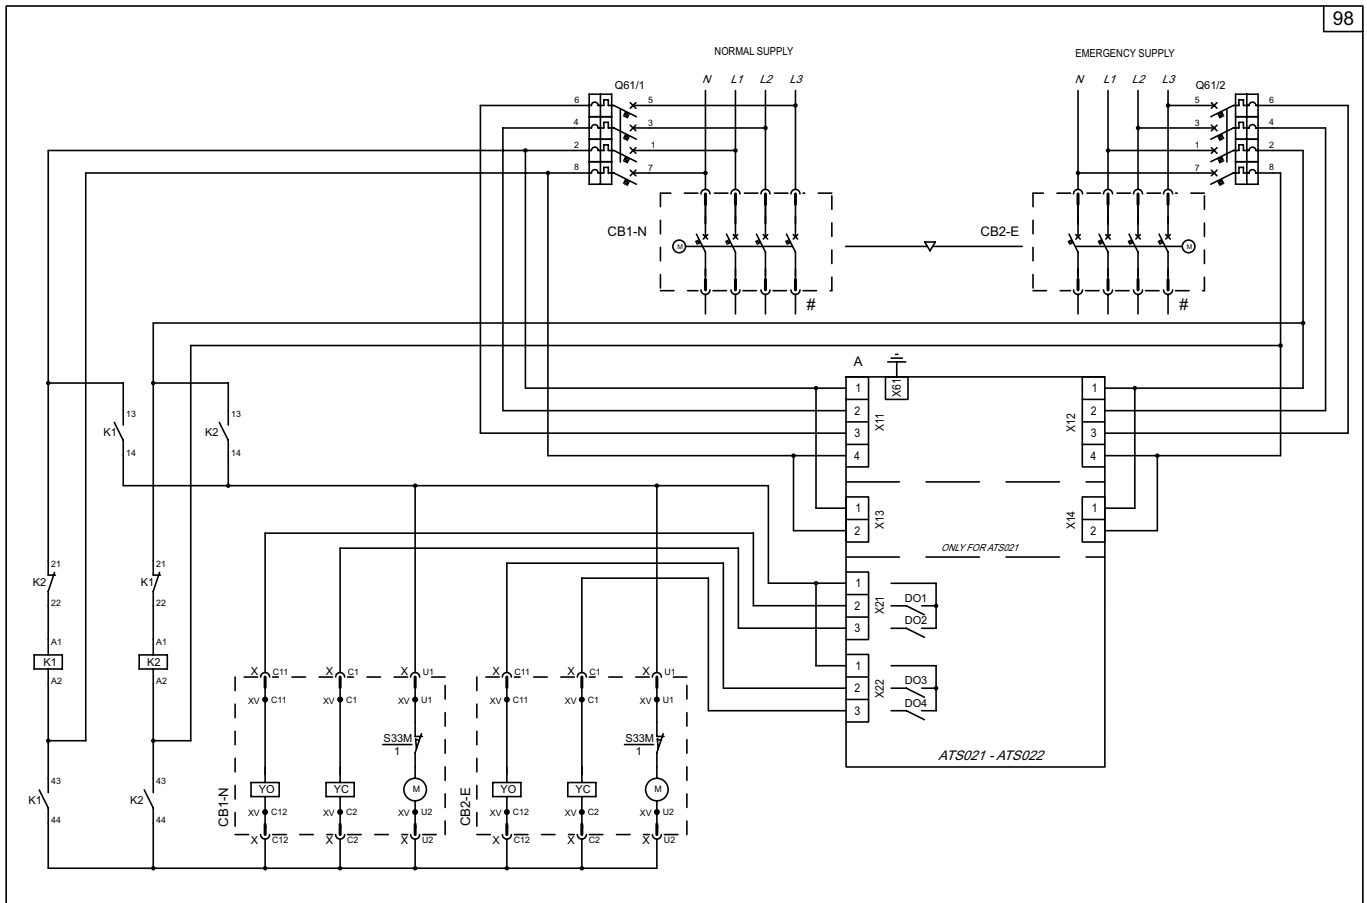 98
NORMAL SUPPLY
EMERGENCY SUPPLY
N L1 L2 L3
N L1 L2 L3
Q61/1
Q61/2
6 5 5 6
4 3 3 4
2 1 1 2
8 7 7 8
CB1-N
M
CB2-E
M
#
#
A
X61
1 1
2 2
X11
X12
3 3
4 4
13 13
K1 K2
14 14
1 1
X13
X14
2 2
ONLY FOR ATS021
21 21
K2 K1
22 22
1
2
X21
DO1
3
DO2
A1 A1
K1 K2
A2 A2
1
2
X22
DO3
3
DO4
X C11 X C1 X U1 X C11 X C1 X U1
XV C11 XV C1 XV U1 XV C11 XV C1 XV U1
S33M
1
S33M
1
ATS021 - ATS022
43 43
K1 K2
44 44
CB1-N
YO YC M
CB2-E
YO YC M
XV C12 XV C2 XV U2 XV C12 XV C2 XV U2
X C12 X C2 X U2 X C12 X C2 X U2